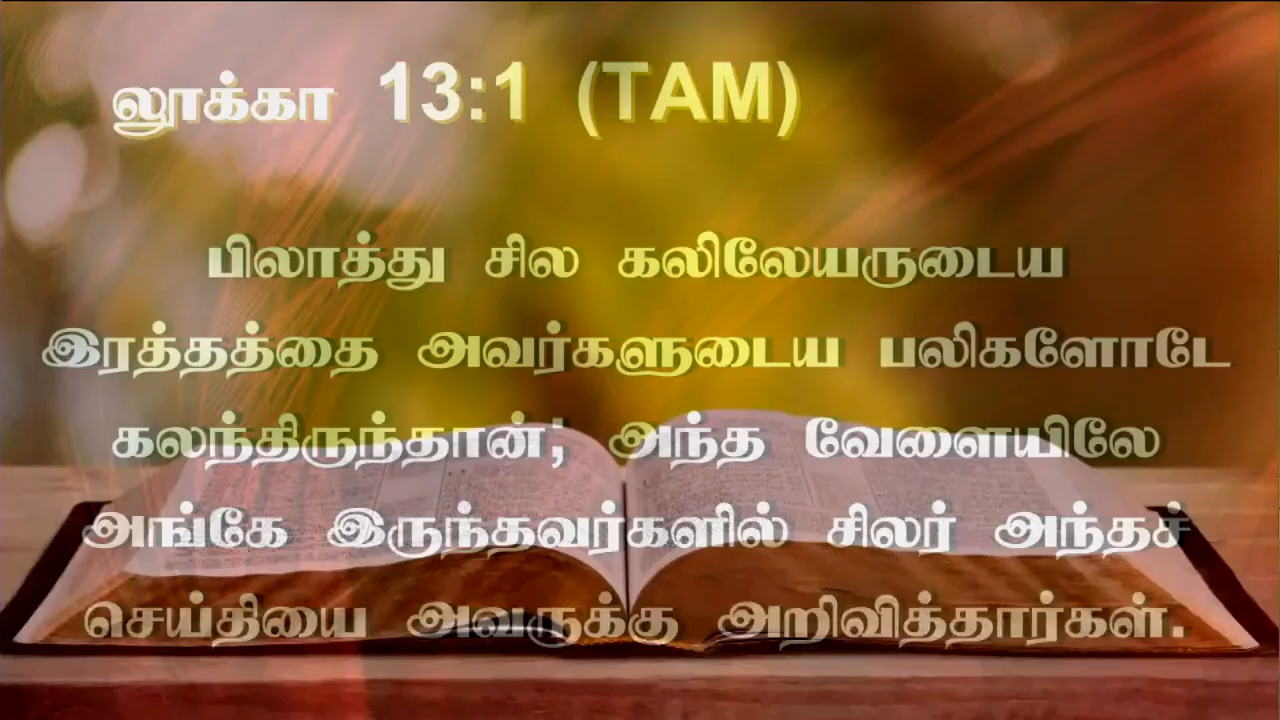 லூக்கா 13:1 (TAM)
பிலாத்து சில கலிலேயருடைய
இரத்தத்தை அவர்களுடைய பலிகளோடே
கலந்திருந்தான்; அந்த வேளையிலே
அங்கே இருந்தவர்களில் சிலர் அந்தச்
செய்தியை அவருக்கு அறிவித்தார்கள்.